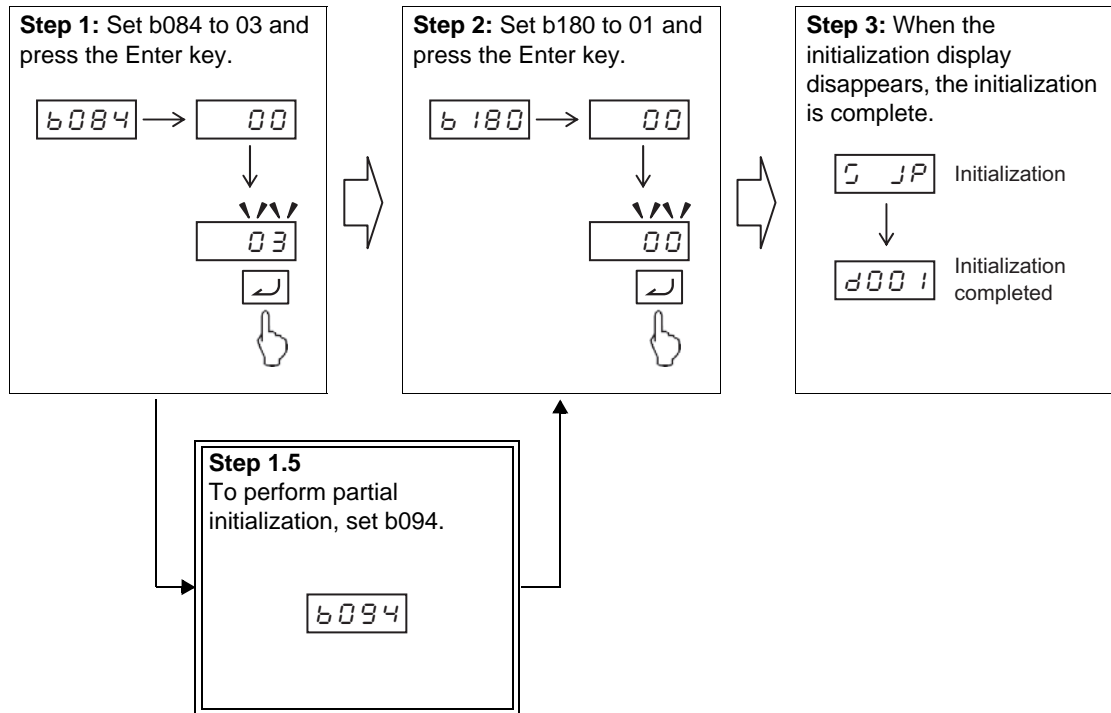 Step 1: Set b084 to 03 and
press the Enter key.
b084
00
03
Step 2: Set b180 to 01 and
press the Enter key.
b180
00
00
Step 3: When the
initialization display
disappears, the initialization
is complete.
5 JP
Initialization
d001
Initialization
completed
Step 1.5
To perform partial
initialization, set b094.
b094